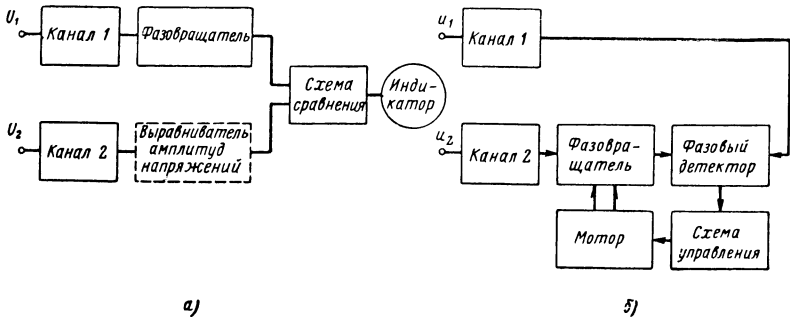 U₁
Канал 1
Фазовращатель
U₂
Канал 2
Выравниватель
амплитуд
напряжений
Схема
сравнения
Инди-
катор
а)
u₁
Канал 1
u₂
Канал 2
Фазовра-
щатель
Фазовый
детектор
Мотор
Схема
управления
б)